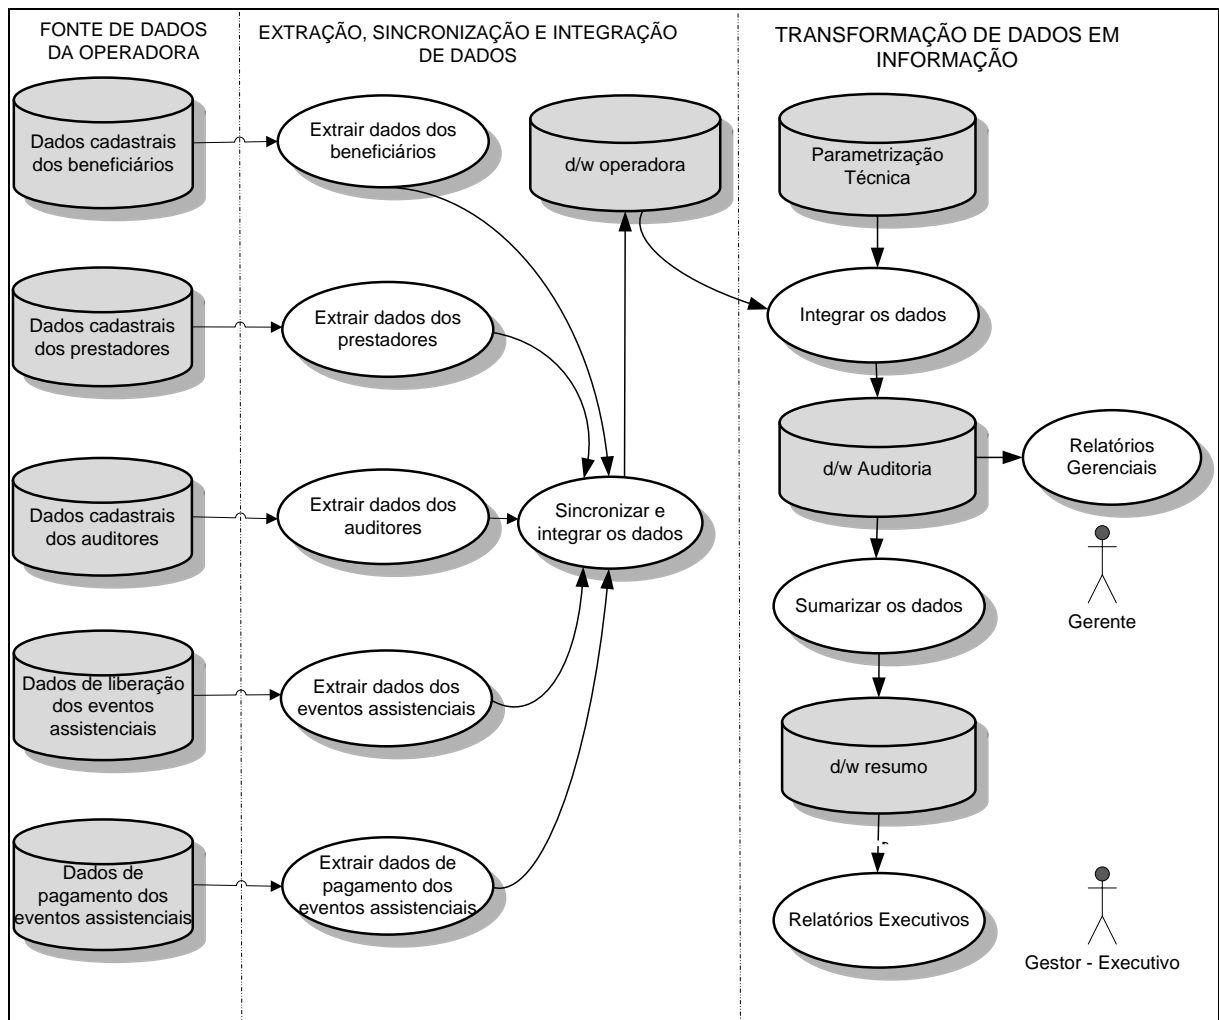 FONTE DE DADOS
DA OPERADORA
EXTRAÇÃO, SINCRONIZAÇÃO E INTEGRAÇÃO
DE DADOS
TRANSFORMAÇÃO DE DADOS EM
INFORMAÇÃO
Dados cadastrais
dos beneficiários
Extrair dados dos
beneficiários
d/w operadora
Parametrização
Técnica
Dados cadastrais
dos prestadores
Extrair dados dos
prestadores
Integrar os dados
Dados cadastrais
dos auditores
Extrair dados dos
auditores
Sincronizar e
integrar os dados
d/w Auditoria
Relatórios
Gerenciais
Sumarizar os dados
Gerente
Dados de liberação
dos eventos
assistenciais
Extrair dados dos
eventos assistenciais
d/w resumo
Dados de
pagamento dos
eventos assistenciais
Extrair dados de
pagamento dos
eventos assistenciais
Relatórios Executivos
Gestor - Executivo